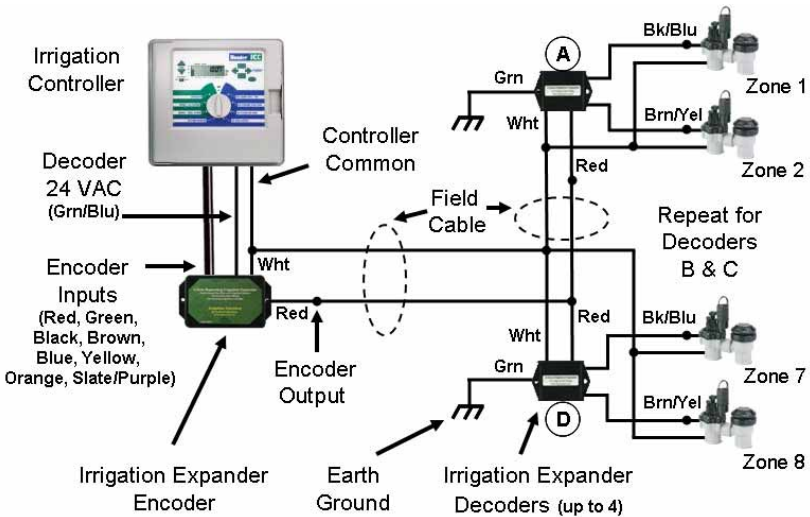 Irrigation
Controller
Hunter ICC
Decoder
24 VAC
(Grn/Blu)
Controller
Common
Encoder
Inputs
(Red, Green,
Black, Brown,
Blue, Yellow,
Orange, Slate/Purple)
Wht
Red
Field
Cable
Encoder
Output
Irrigation Expander
Encoder
Earth
Ground
Irrigation Expander
Decoders (up to 4)
A
Grn
Wht
Red
Bk/Blu
Zone 1
Brn/Yel
Zone 2
Repeat for
Decoders
B & C
Wht
Red
Grn
D
Bk/Blu
Zone 7
Brn/Yel
Zone 8